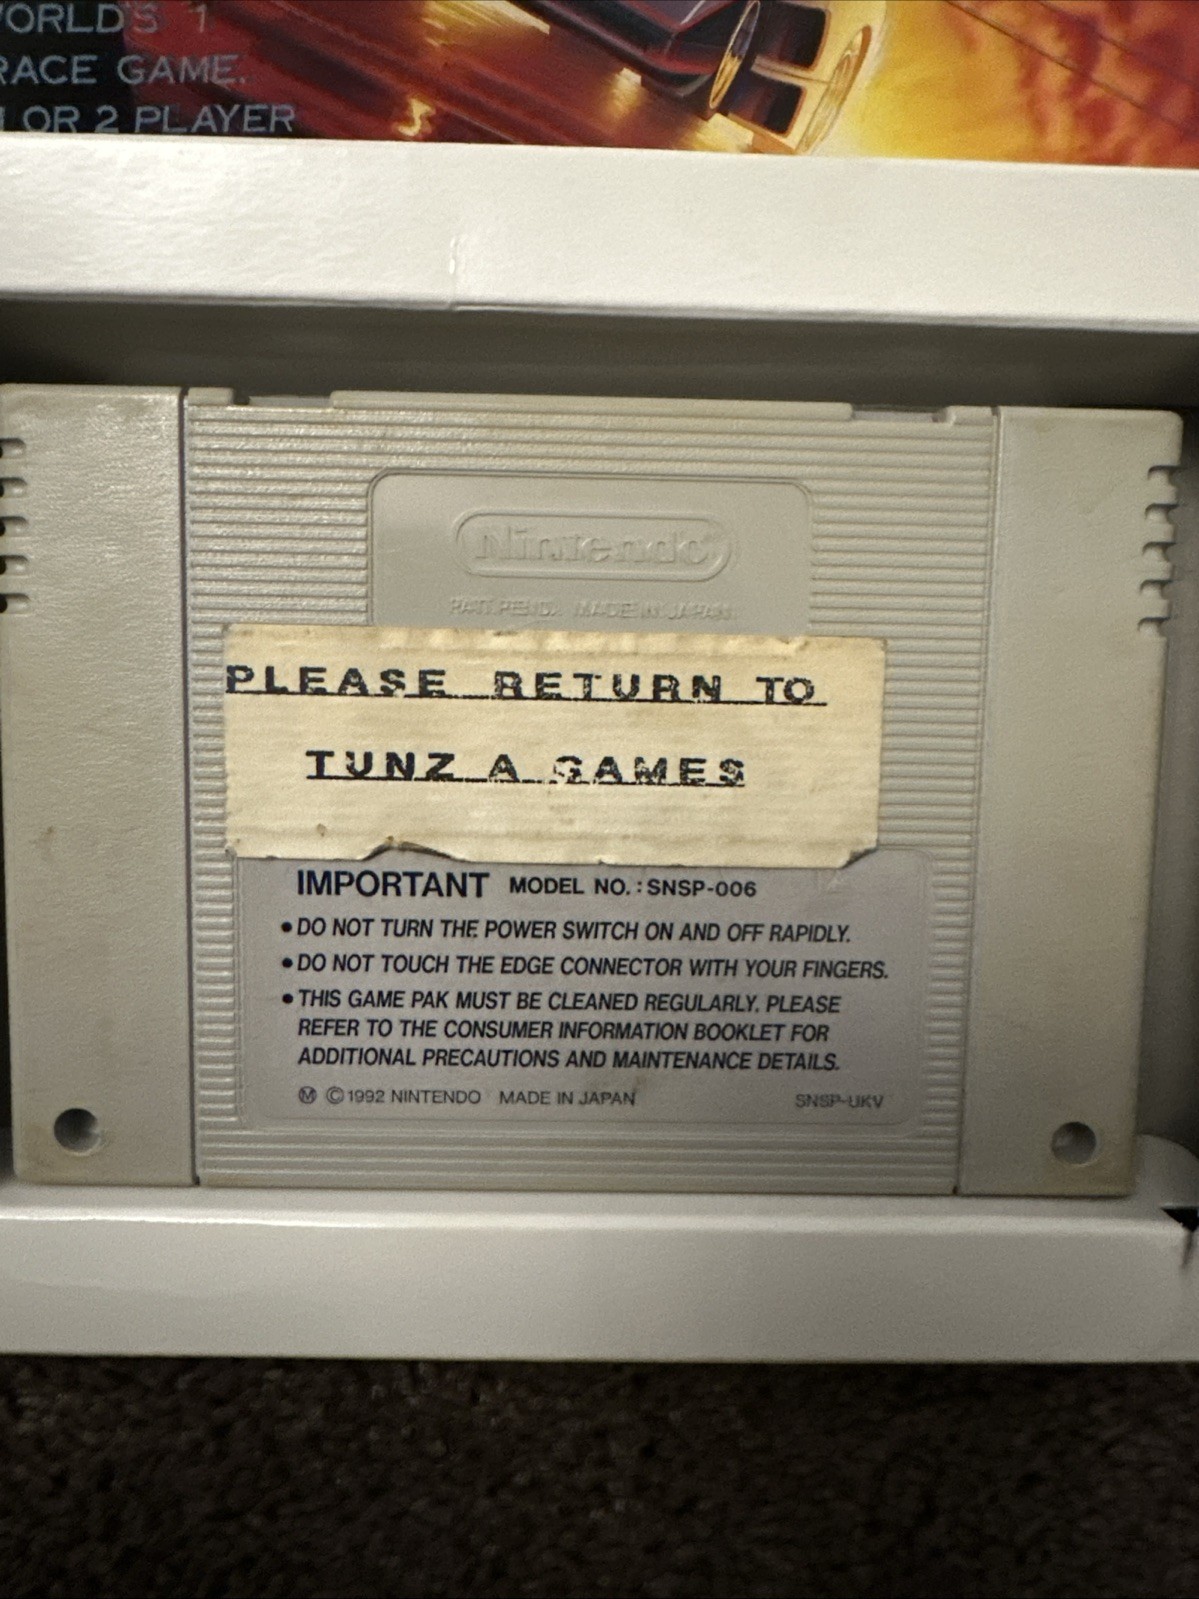 WORLD'S 1
RACE GAME.
1 OR 2 PLAYER
Nintendo
PAT. PEND. MADE IN JAPAN
PLEASE RETURN TO
TUNZ A GAMES
IMPORTANT MODEL NO.: SNSP-006
•DO NOT TURN THE POWER SWITCH ON AND OFF RAPIDLY.
•DO NOT TOUCH THE EDGE CONNECTOR WITH YOUR FINGERS.
•THIS GAME PAK MUST BE CLEANED REGULARLY. PLEASE
REFER TO THE CONSUMER INFORMATION BOOKLET FOR
ADDITIONAL PRECAUTIONS AND MAINTENANCE DETAILS.
Ⓜ ©1992 NINTENDO MADE IN JAPAN SNSP-UKV